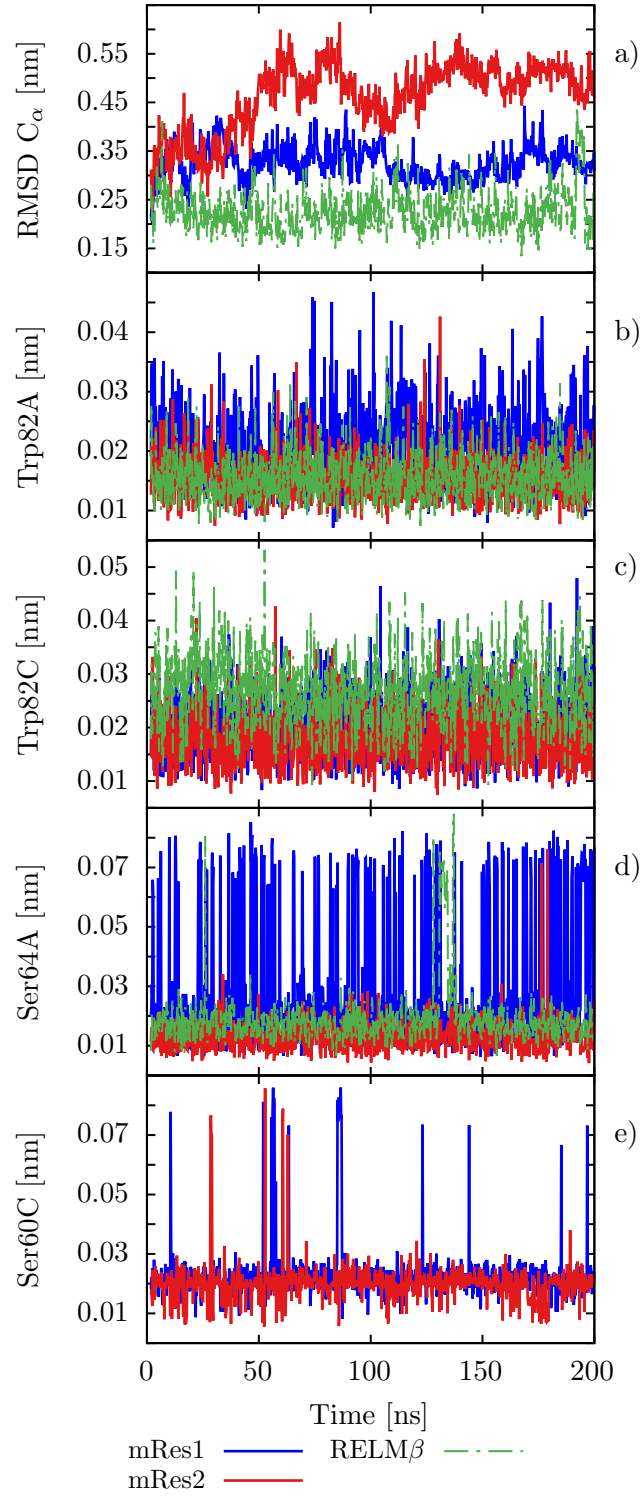 a)
RMSD Cα [nm]
0.55
0.45
0.35
0.25
0.15
b)
Trp82A [nm]
0.04
0.03
0.02
0.01
c)
Trp82C [nm]
0.05
0.04
0.03
0.02
0.01
d)
Ser64A [nm]
0.07
0.05
0.03
0.01
e)
Ser60C [nm]
0.07
0.05
0.03
0.01
0 50 100 150 200
Time [ns]
mRes1 RELMβ
mRes2